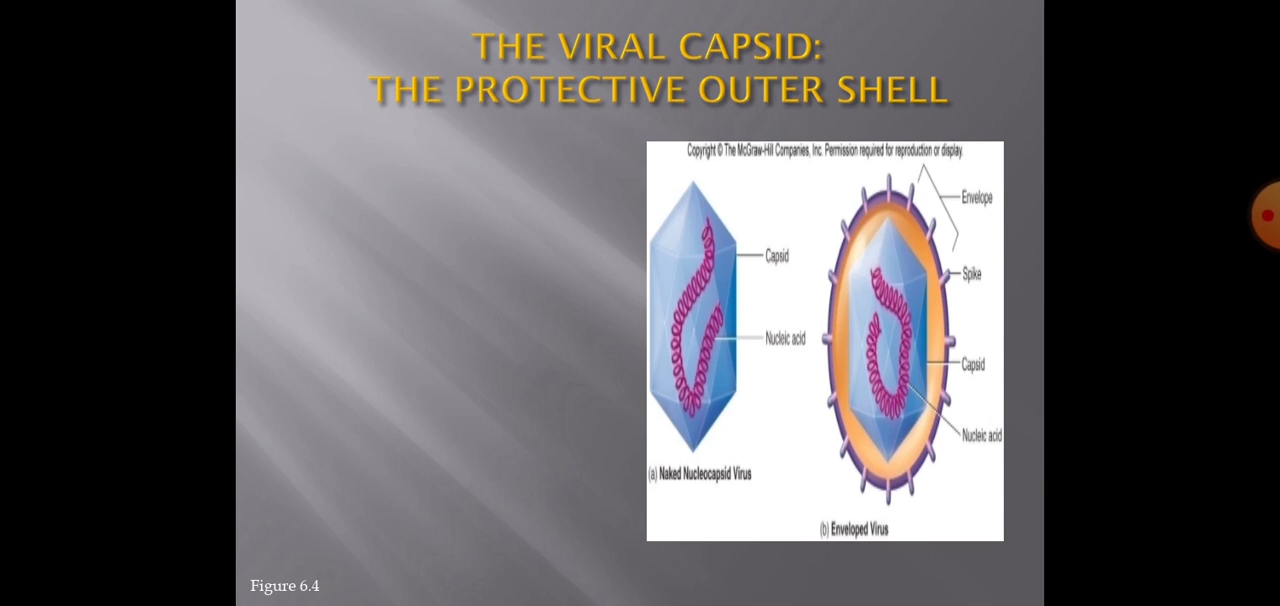 THE VIRAL CAPSID:
THE PROTECTIVE OUTER SHELL
Copyright © The McGraw-Hill Companies, Inc. Permission required for reproduction or display.
Capsid
Nucleic acid
(a) Naked Nucleocapsid Virus
Envelope
Spike
Capsid
Nucleic acid
(b) Enveloped Virus
Figure 6.4